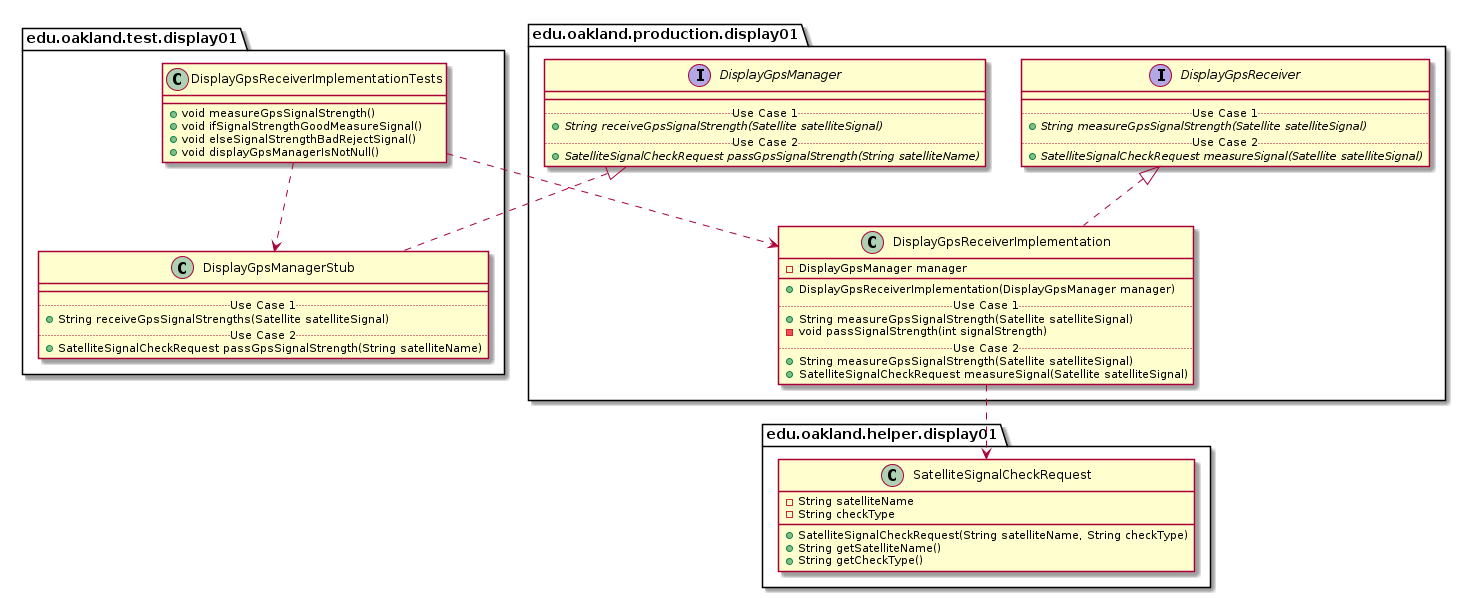 edu.oakland.test.display01
C DisplayGpsReceiverImplementationTests
void measureGpsSignalStrength()
void ifSignalStrengthGoodMeasureSignal()
void elseSignalStrengthBadRejectSignal()
void displayGpsManagerIsNotNull()
C DisplayGpsManagerStub
Use Case 1
String receiveGpsSignalStrengths(Satellite satelliteSignal)
Use Case 2
SatelliteSignalCheckRequest passGpsSignalStrength(String satelliteName)
edu.oakland.production.display01
I DisplayGpsManager
Use Case 1
String receiveGpsSignalStrength(Satellite satelliteSignal)
Use Case 2
SatelliteSignalCheckRequest passGpsSignalStrength(String satelliteName)
I DisplayGpsReceiver
Use Case 1
String measureGpsSignalStrength(Satellite satelliteSignal)
Use Case 2
SatelliteSignalCheckRequest measureSignal(Satellite satelliteSignal)
C DisplayGpsReceiverImplementation
DisplayGpsManager manager
DisplayGpsReceiverImplementation(DisplayGpsManager manager)
Use Case 1
String measureGpsSignalStrength(Satellite satelliteSignal)
void passSignalStrength(int signalStrength)
Use Case 2
String measureGpsSignalStrength(Satellite satelliteSignal)
SatelliteSignalCheckRequest measureSignal(Satellite satelliteSignal)
edu.oakland.helper.display01
C SatelliteSignalCheckRequest
String satelliteName
String checkType
SatelliteSignalCheckRequest(String satelliteName, String checkType)
String getSatelliteName()
String getCheckType()